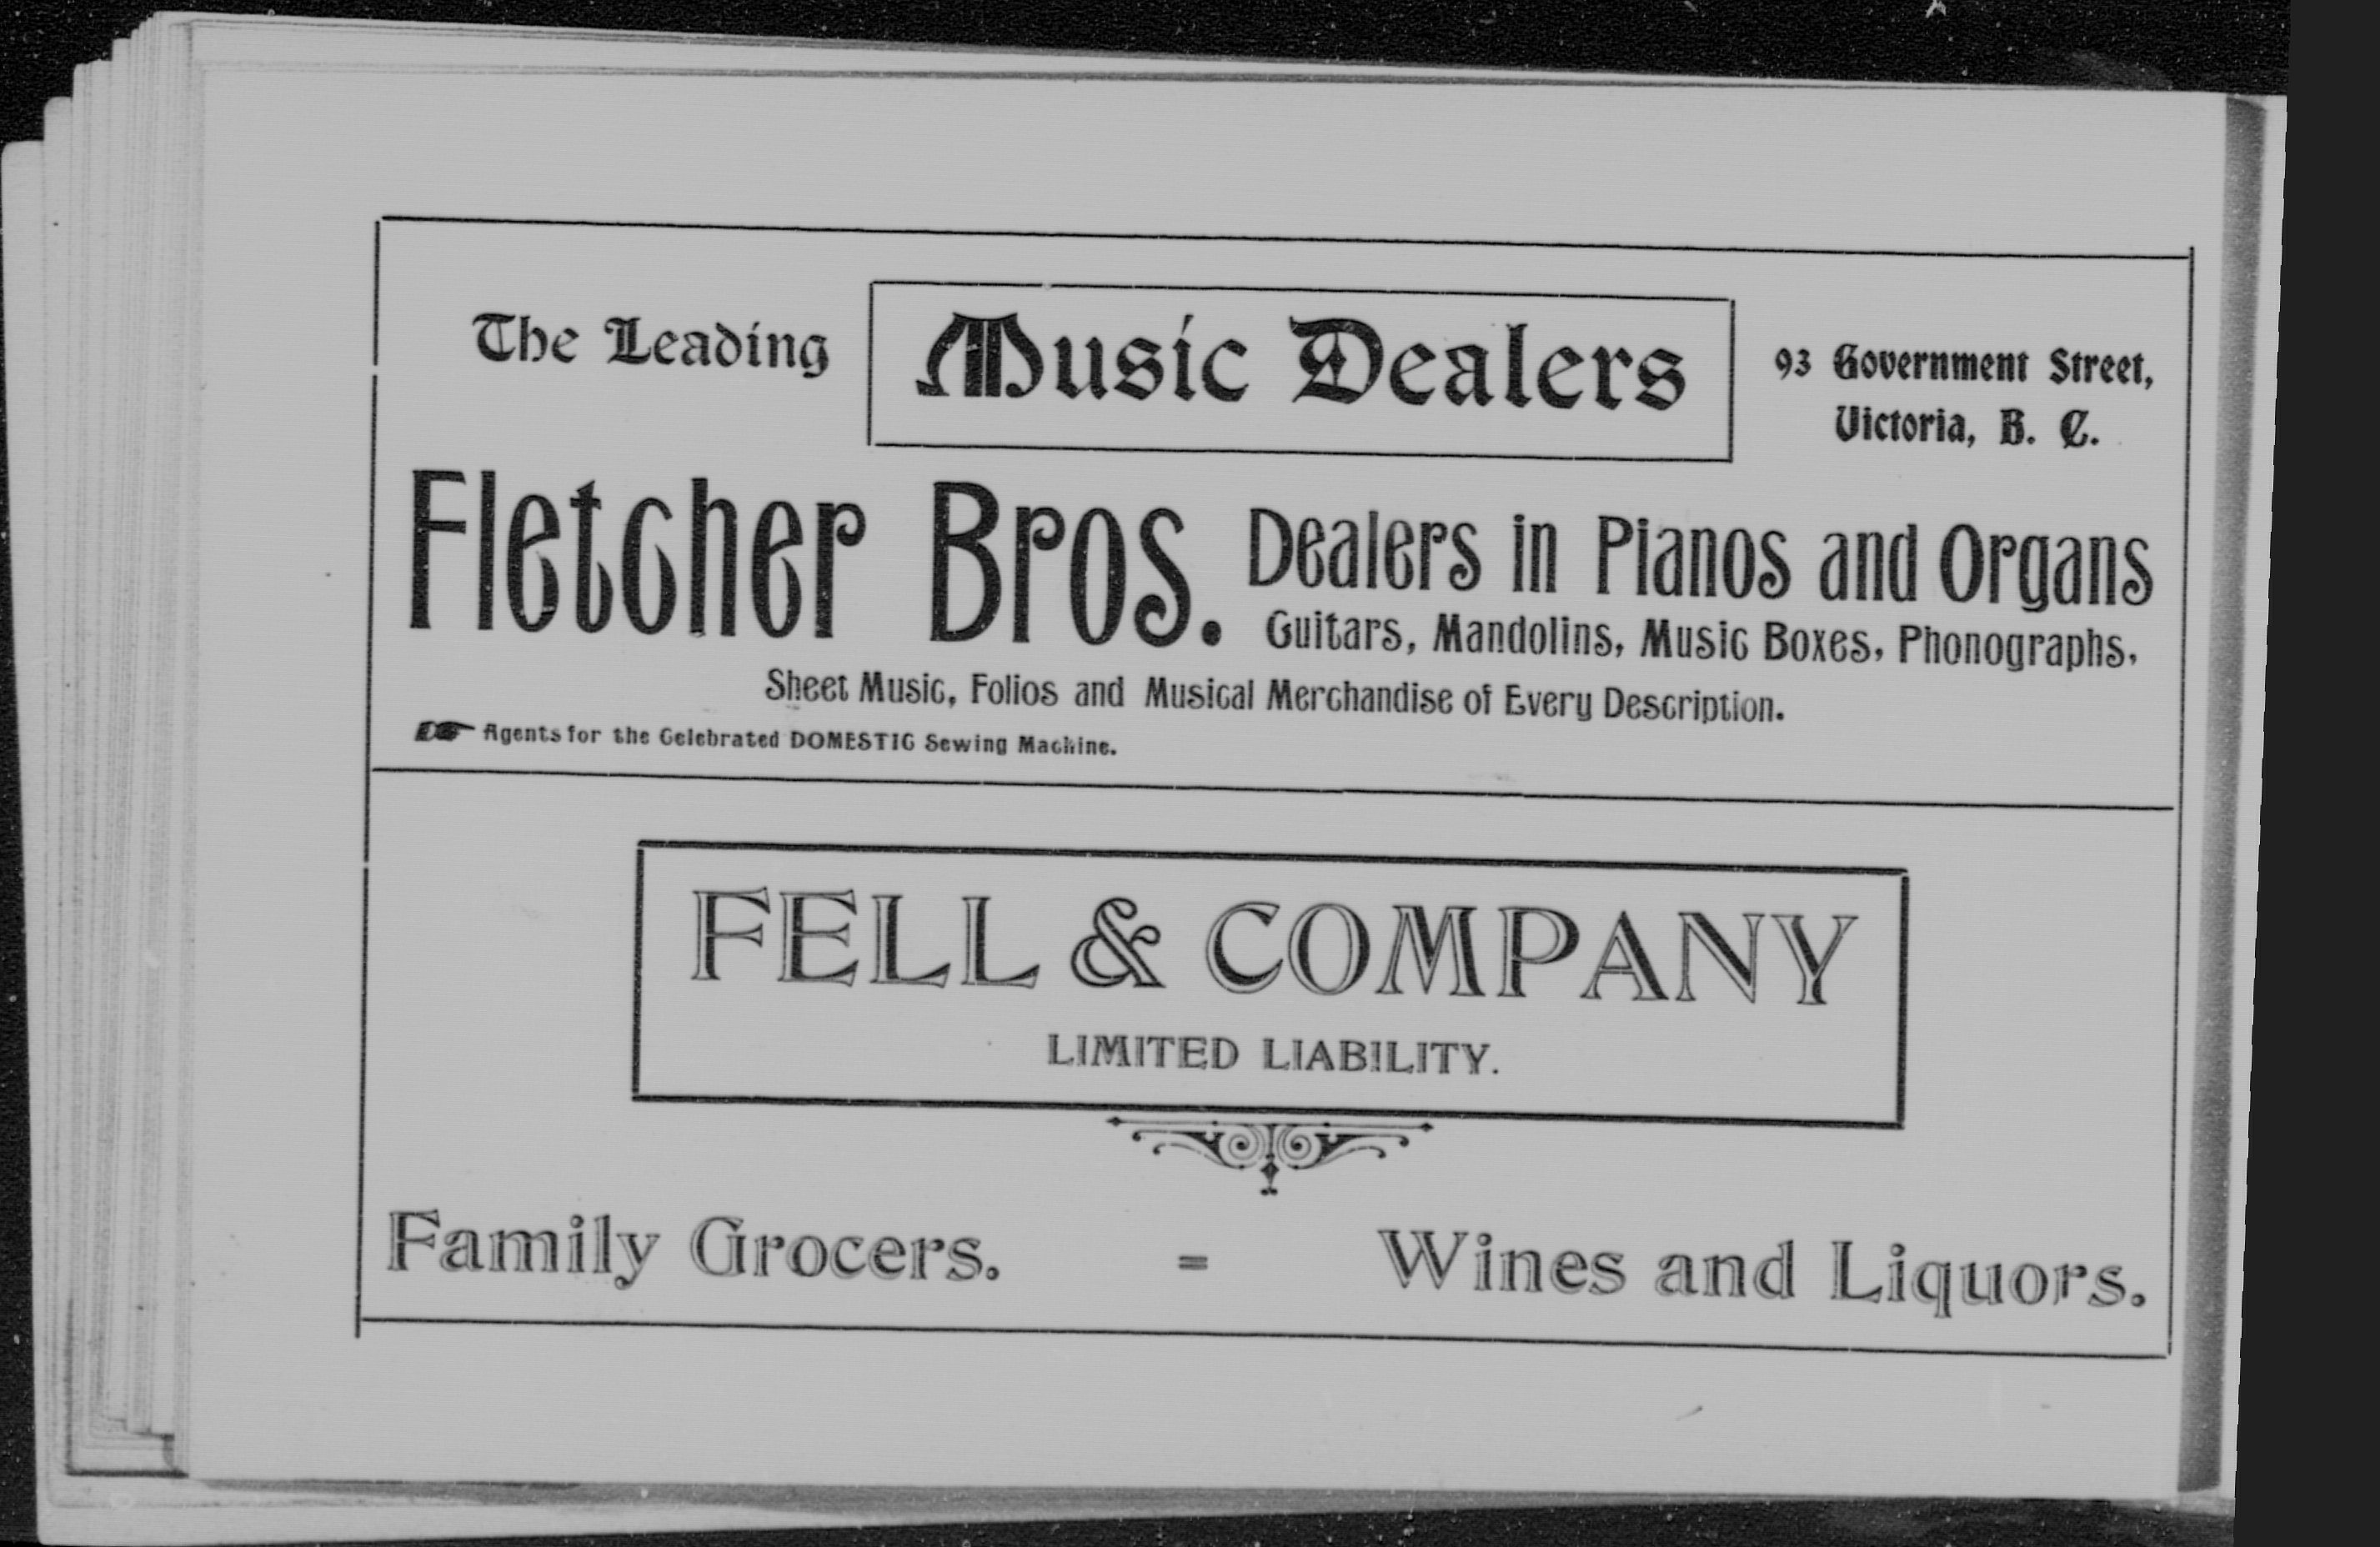 The Leading Music Dealers 93 Government Street,
Victoria, B. C.
Fletcher Bros. Dealers in Pianos and Organs
Guitars, Mandolins, Music Boxes, Phonographs,
Sheet Music, Folios and Musical Merchandise of Every Description.
☛ Agents for the Celebrated DOMESTIC Sewing Machine.
FELL & COMPANY
LIMITED LIABILITY.
Family Grocers. = Wines and Liquors.